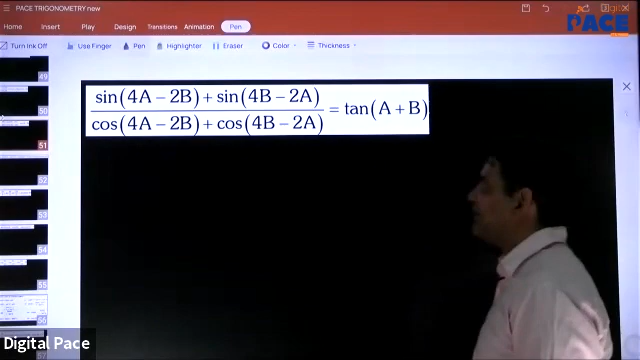 PACE TRIGONOMETRY new
Home Insert Play Design Transitions Animation Pen
Turn Ink Off Use Finger Pen Highlighter Eraser Color Thickness
PACE
49
50
51
52
53
54
55
56
sin(4A − 2B) + sin(4B − 2A)
cos(4A − 2B) + cos(4B − 2A)
= tan(A + B)
Digital Pace